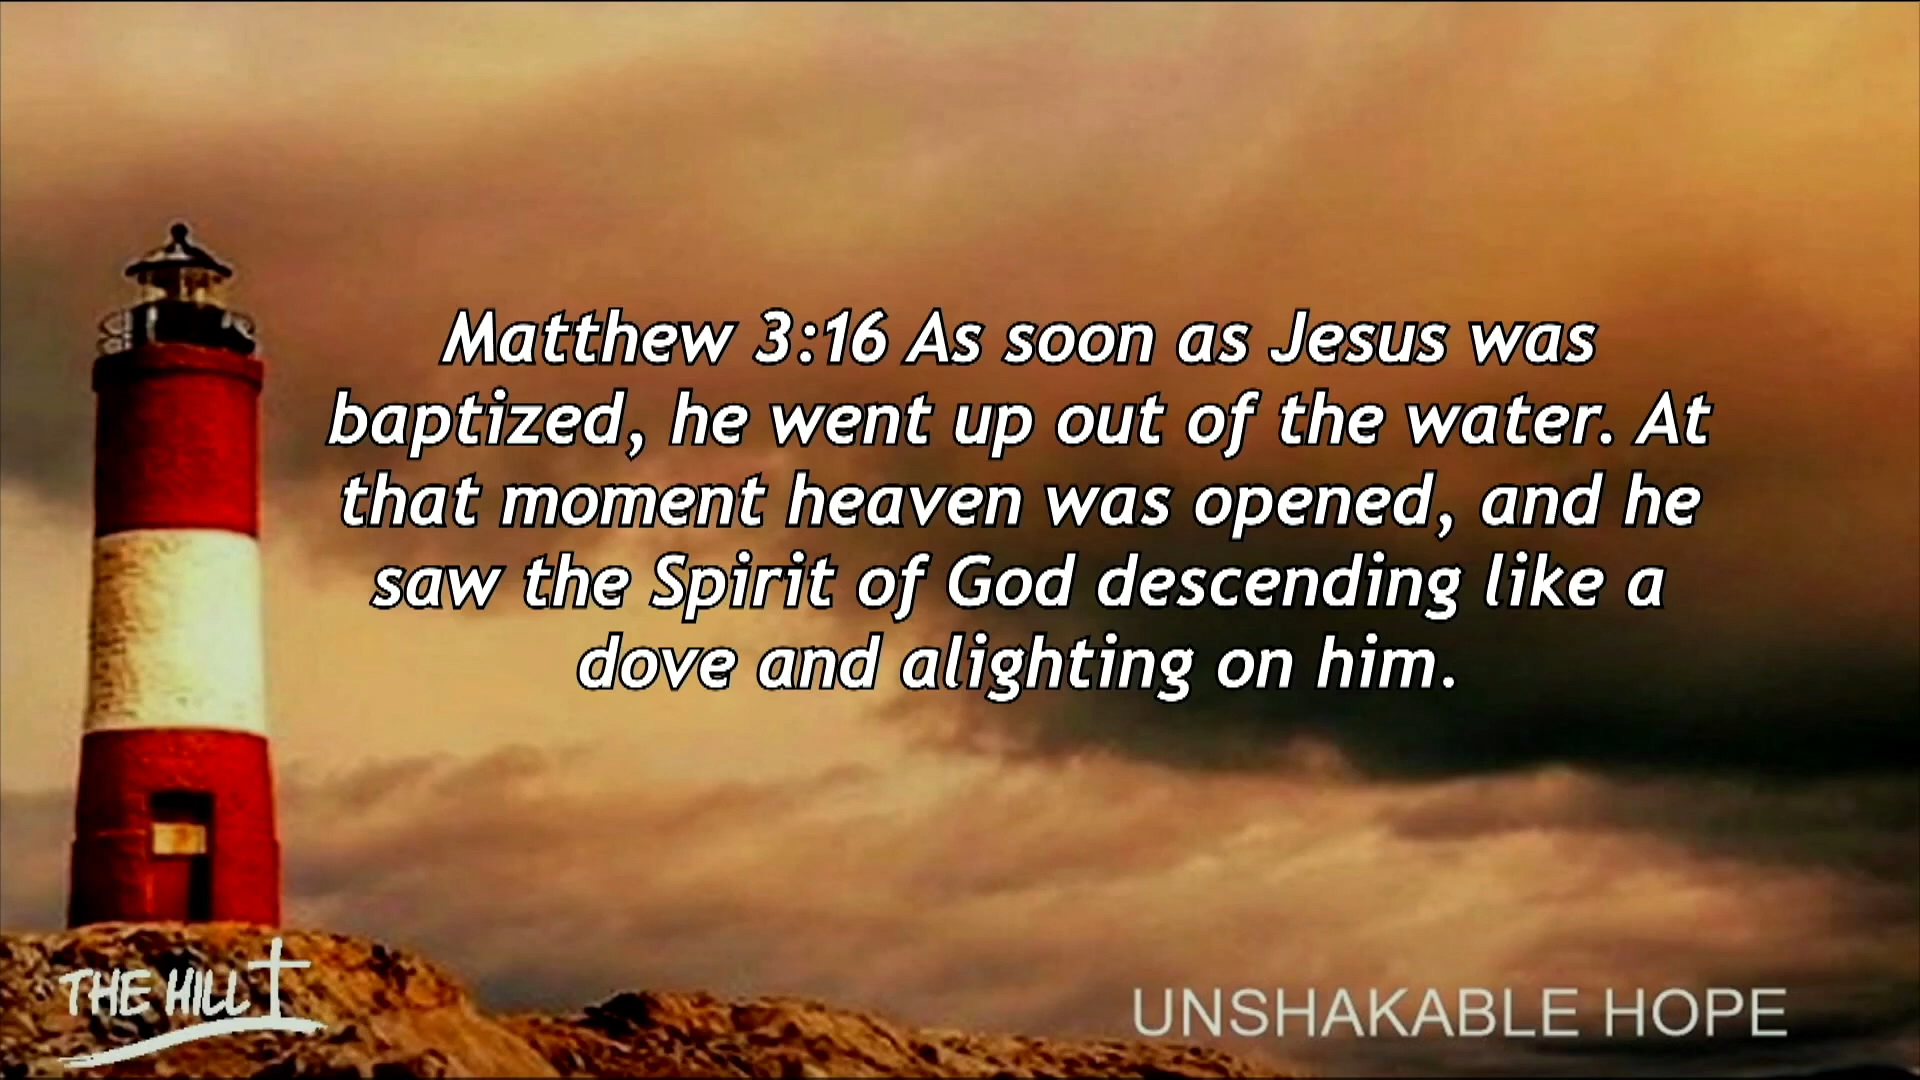 Matthew 3:16 As soon as Jesus was
baptized, he went up out of the water. At
that moment heaven was opened, and he
saw the Spirit of God descending like a
dove and alighting on him.
THE HILL
UNSHAKABLE HOPE